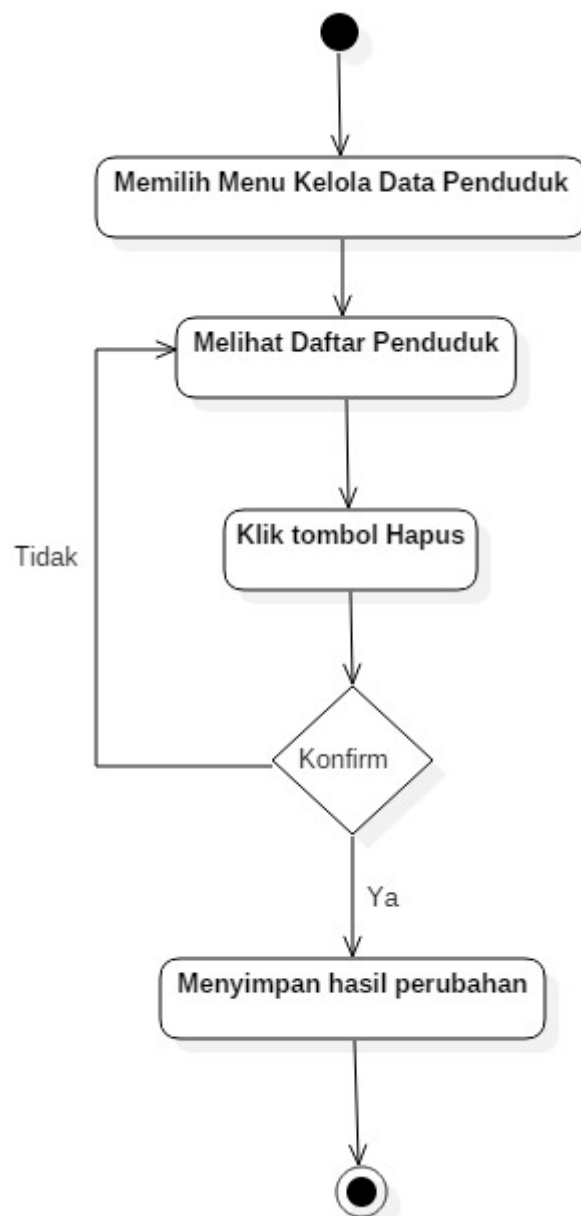 Memilih Menu Kelola Data Penduduk
Melihat Daftar Penduduk
Klik tombol Hapus
Tidak
Konfirm
Ya
Menyimpan hasil perubahan